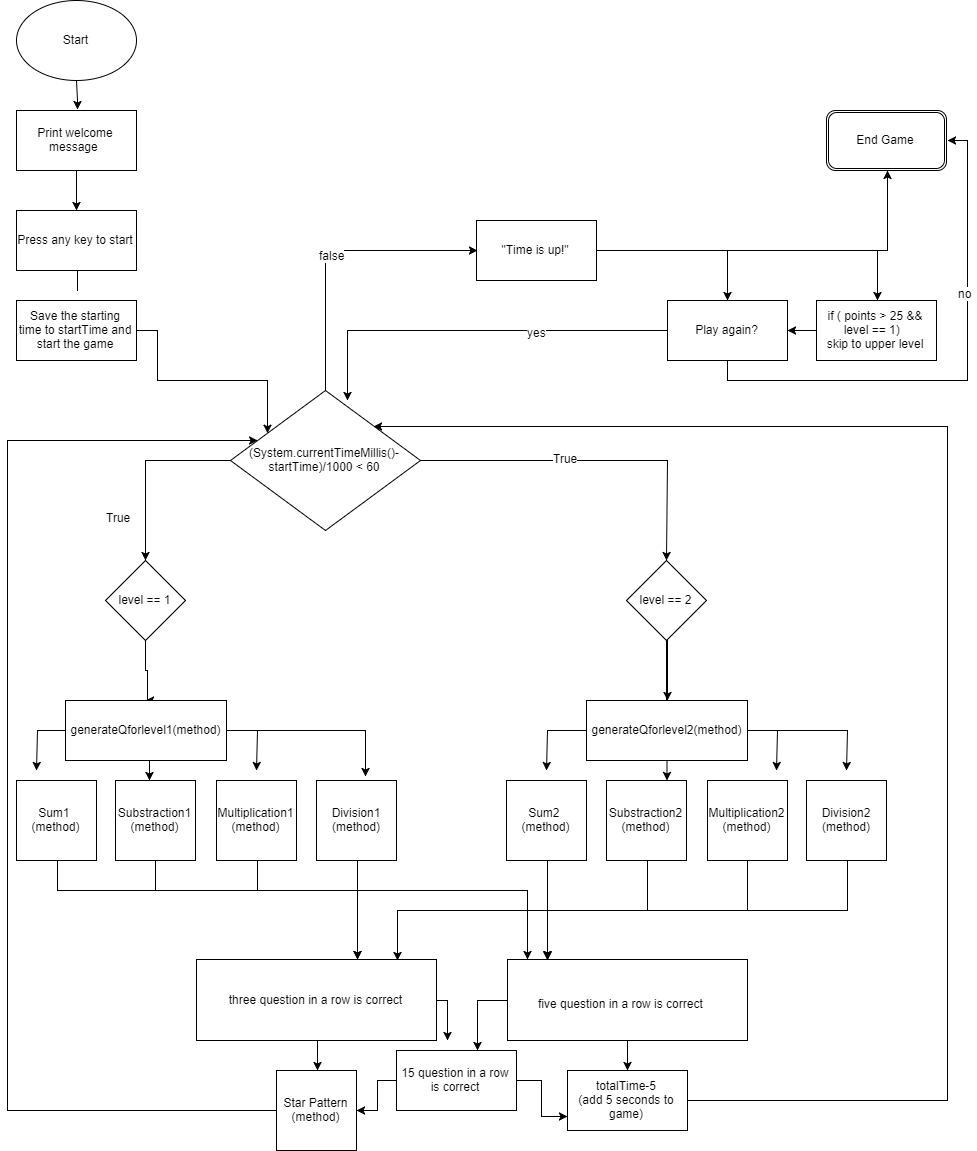 Start
Print welcome
message
Press any key to start
Save the starting
time to startTime and
start the game
End Game
"Time is up!"
false
Play again?
if ( points > 25 &&
level == 1)
skip to upper level
no
yes
(System.currentTimeMillis()-
startTime)/1000 < 60
True
True
level == 1
level == 2
generateQforlevel1(method)
generateQforlevel2(method)
Sum1
(method)
Substraction1
(method)
Multiplication1
(method)
Division1
(method)
Sum2
(method)
Substraction2
(method)
Multiplication2
(method)
Division2
(method)
three question in a row is correct
five question in a row is correct
15 question in a row
is correct
Star Pattern
(method)
totalTime-5
(add 5 seconds to
game)